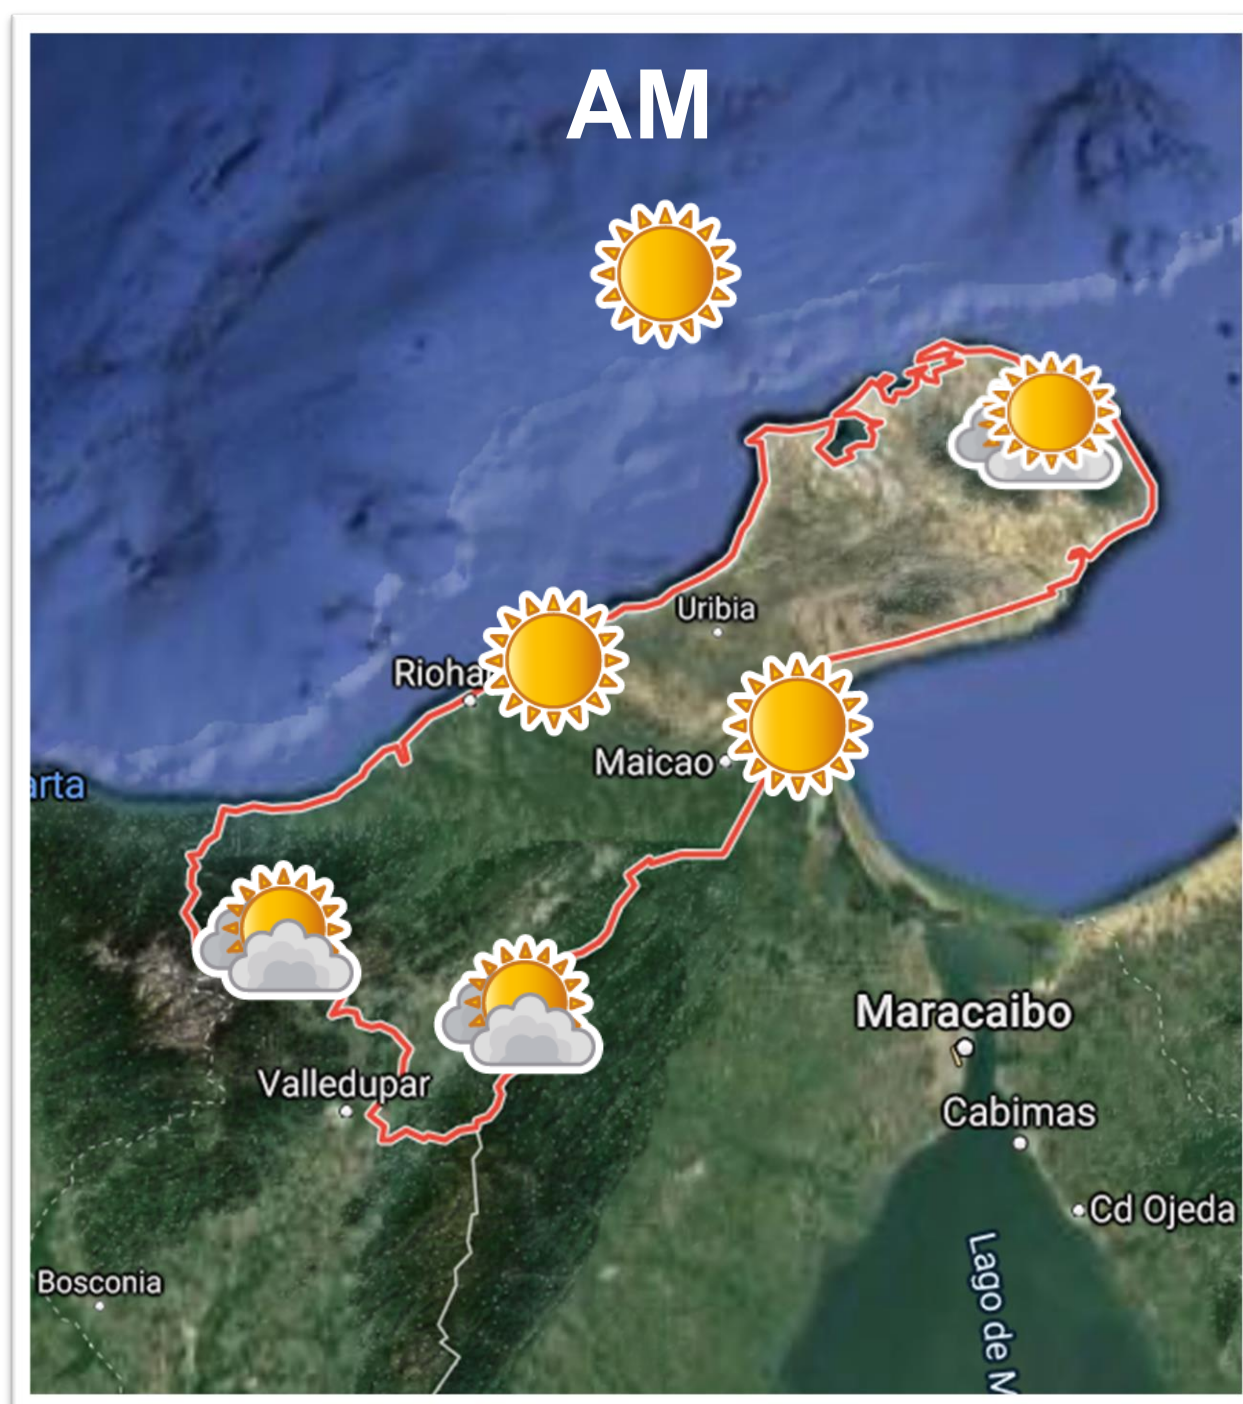 AM
Uribia
Rioha
Maicao
arta
Maracaibo
Valledupar
Cabimas
Cd Ojeda
Lago de M
Bosconia